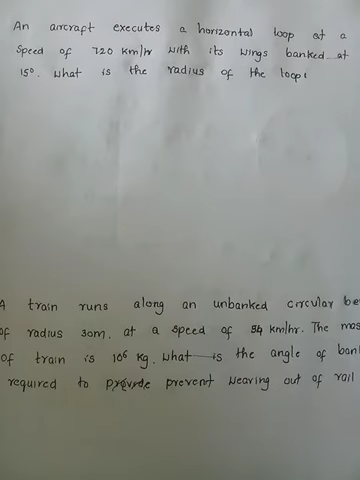 An aircraft executes a horizontal loop at a
speed of 720 km/hr with its wings banked at
15°. What is the radius of the loop?
A train runs along an unbanked circular be
of radius 30m. at a speed of 54 km/hr. The mas
of train is 10⁶ kg. What is the angle of bank
required to prevent wearing out of rail